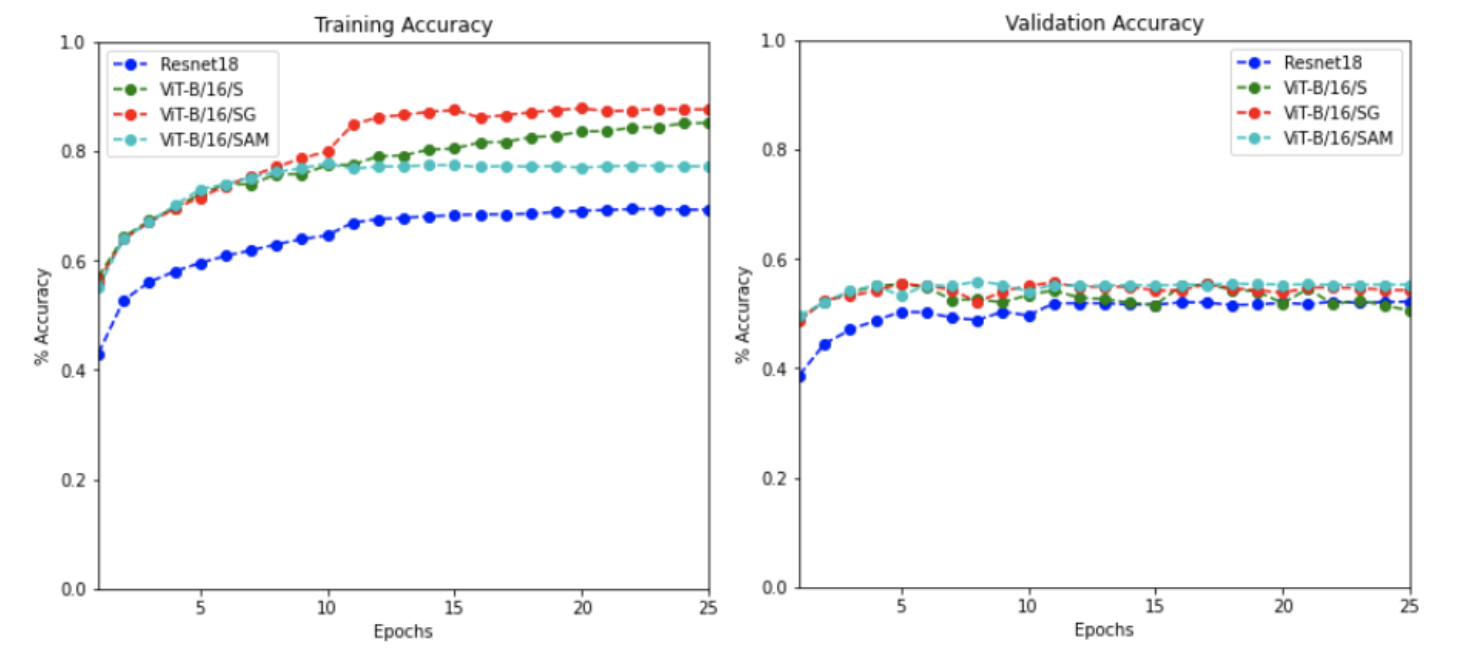 Training Accuracy
1.0
0.8
0.6
0.4
0.2
0.0
% Accuracy
Resnet18
ViT-B/16/S
ViT-B/16/SG
ViT-B/16/SAM
5 10 15 20 25
Epochs
Validation Accuracy
1.0
0.8
0.6
0.4
0.2
0.0
% Accuracy
Resnet18
ViT-B/16/S
ViT-B/16/SG
ViT-B/16/SAM
5 10 15 20 25
Epochs